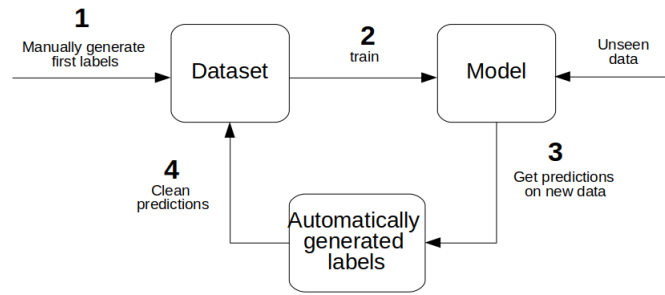 1
Manually generate
first labels
Dataset
2
train
Model
Unseen
data
3
Get predictions
on new data
4
Clean
predictions
Automatically
generated
labels